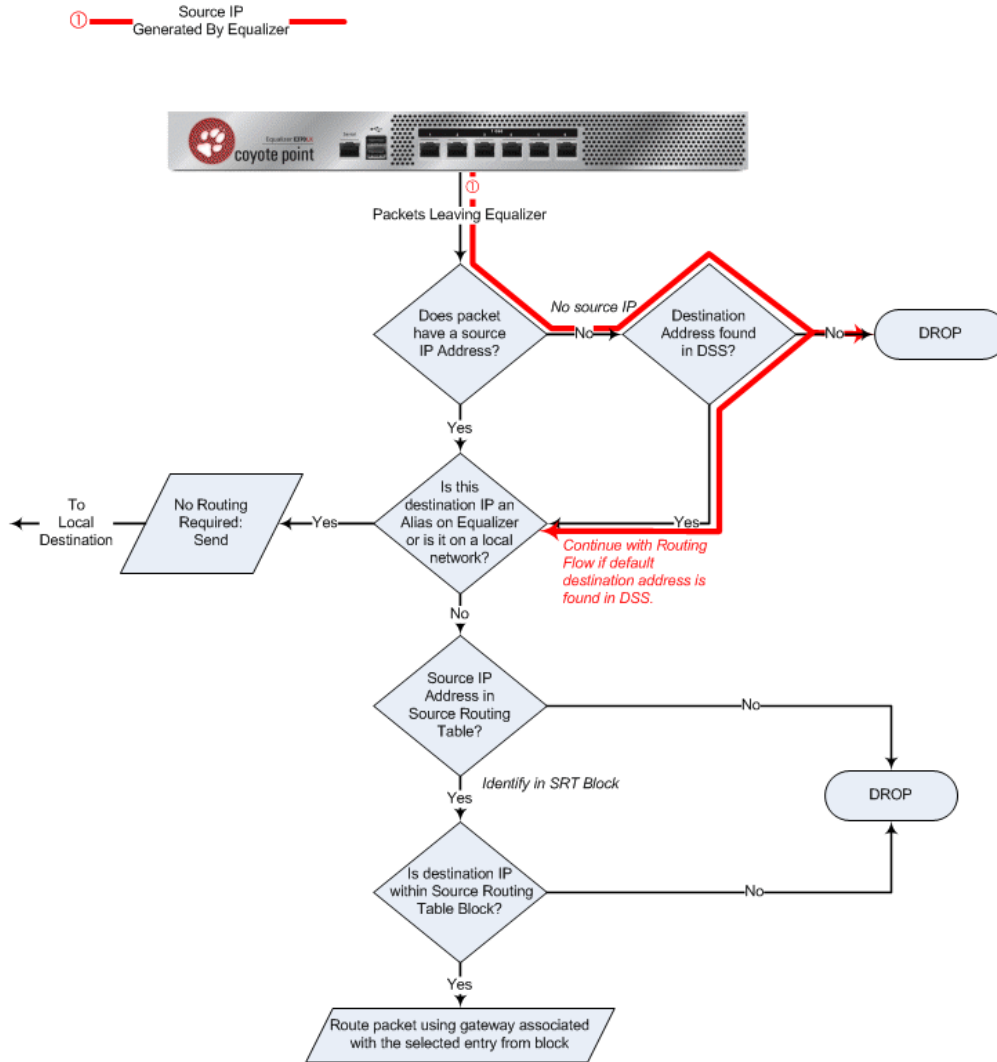 ①
Source IP
Generated By Equalizer
Equalizer
coyote point
Serial
①
Packets Leaving Equalizer
Does packet
have a source
IP Address?
No source IP
No
Destination
Address found
in DSS?
No
DROP
Yes
Is this
destination IP an
Alias on Equalizer
or is it on a local
network?
Yes
No Routing
Required:
Send
To
Local
Destination
Yes
Continue with Routing
Flow if default
destination address is
found in DSS.
No
Source IP
Address in
Source Routing
Table?
No
Identify in SRT Block
Yes
DROP
Is destination IP
within Source Routing
Table Block?
No
Yes
Route packet using gateway associated
with the selected entry from block